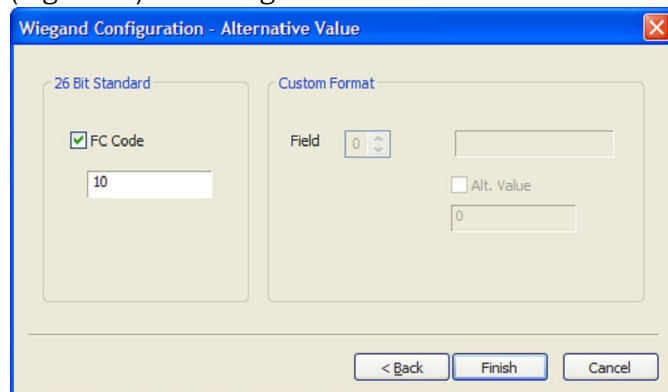 Wiegand Configuration - Alternative Value
26 Bit Standard
FC Code
10
Custom Format
Field 0
Alt. Value
0
< Back Finish Cancel